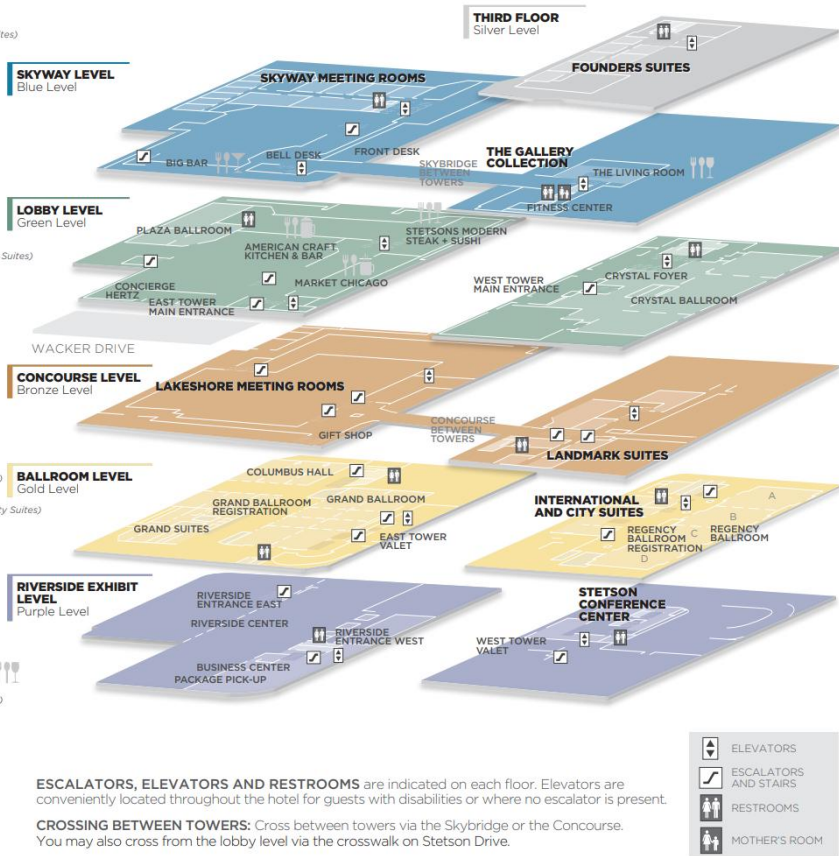 THIRD FLOOR
Silver Level
FOUNDERS SUITES
tes)
SKYWAY LEVEL
Blue Level
SKYWAY MEETING ROOMS
BIG BAR
BELL DESK
FRONT DESK
SKYBRIDGE
BETWEEN
TOWERS
THE GALLERY
COLLECTION
THE LIVING ROOM
FITNESS CENTER
LOBBY LEVEL
Green Level
Suites)
PLAZA BALLROOM
AMERICAN CRAFT
KITCHEN & BAR
STETSONS MODERN
STEAK + SUSHI
MARKET CHICAGO
CONCIERGE
HERTZ
EAST TOWER
MAIN ENTRANCE
WEST TOWER
MAIN ENTRANCE
CRYSTAL FOYER
CRYSTAL BALLROOM
WACKER DRIVE
CONCOURSE LEVEL
Bronze Level
LAKESHORE MEETING ROOMS
GIFT SHOP
CONCOURSE
BETWEEN
TOWERS
LANDMARK SUITES
BALLROOM LEVEL
Gold Level
)
ty Suites)
COLUMBUS HALL
GRAND BALLROOM
REGISTRATION
GRAND BALLROOM
GRAND SUITES
EAST TOWER
VALET
INTERNATIONAL
AND CITY SUITES
A
B
C
D
REGENCY
BALLROOM
REGISTRATION
REGENCY
BALLROOM
RIVERSIDE EXHIBIT
LEVEL
Purple Level
RIVERSIDE
ENTRANCE EAST
RIVERSIDE CENTER
RIVERSIDE
ENTRANCE WEST
BUSINESS CENTER
PACKAGE PICK-UP
STETSON
CONFERENCE
CENTER
WEST TOWER
VALET
)
ESCALATORS, ELEVATORS AND RESTROOMS are indicated on each floor. Elevators are
conveniently located throughout the hotel for guests with disabilities or where no escalator is present.
CROSSING BETWEEN TOWERS: Cross between towers via the Skybridge or the Concourse.
You may also cross from the lobby level via the crosswalk on Stetson Drive.
ELEVATORS
ESCALATORS
AND STAIRS
RESTROOMS
MOTHER'S ROOM